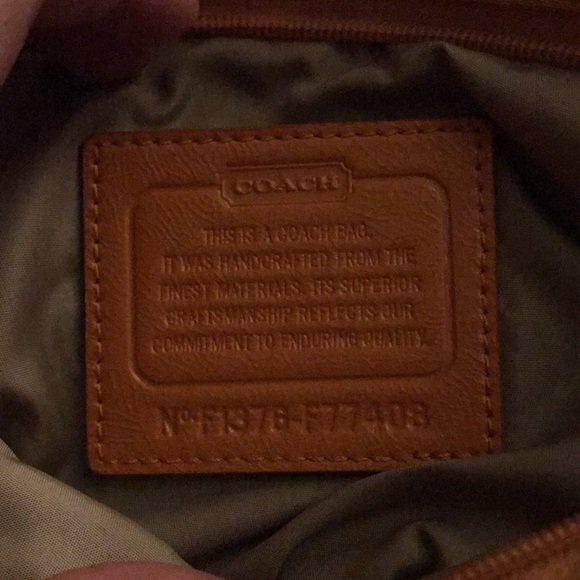 COACH
THIS IS A COACH BAG.
IT WAS HANDCRAFTED FROM THE
FINEST MATERIALS. ITS SUPERIOR
CRAFTSMANSHIP REFLECTS OUR
COMMITMENT TO ENDURING QUALITY.
Nº F1376-F77408